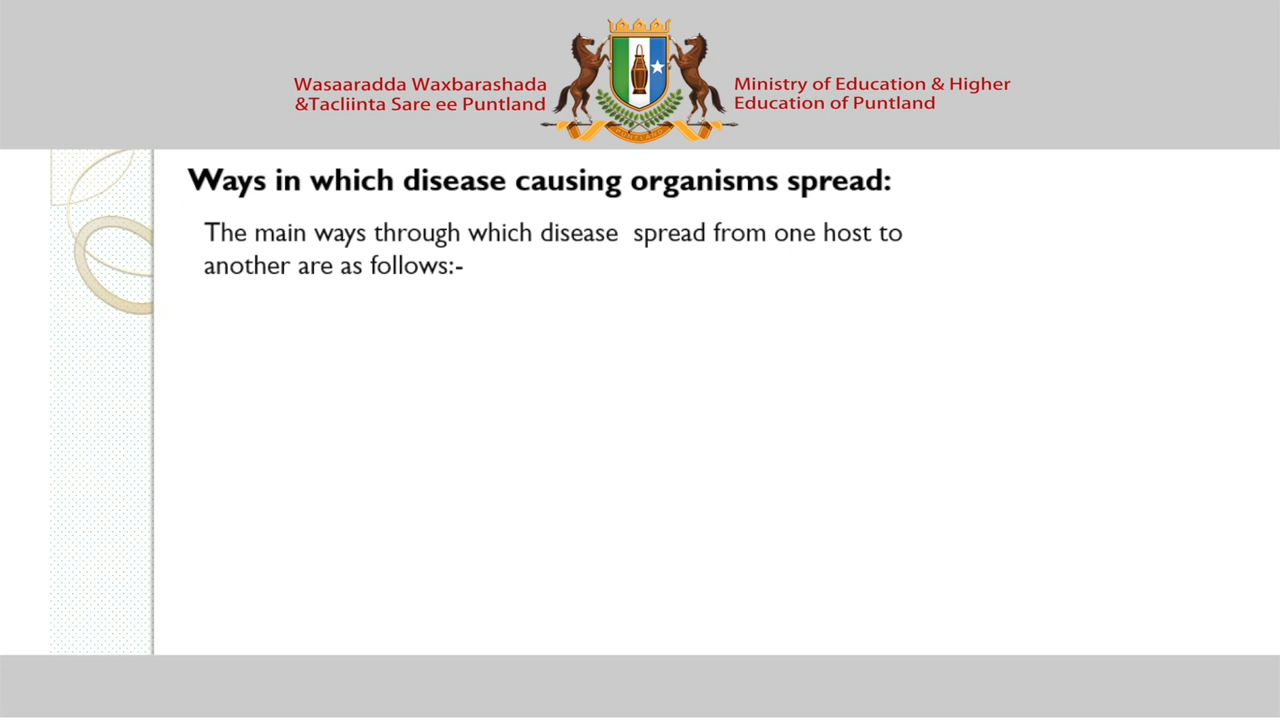 Wasaaradda Waxbarashada
&Tacliinta Sare ee Puntland
Ministry of Education & Higher
Education of Puntland
Ways in which disease causing organisms spread:
The main ways through which disease  spread from one host to
another are as follows:-